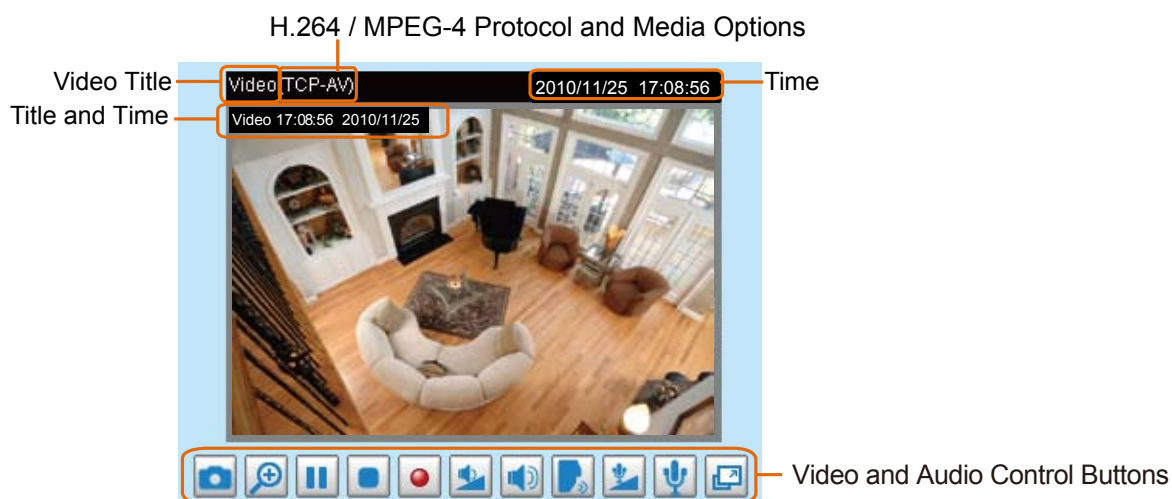 H.264 / MPEG-4 Protocol and Media Options
Video Title
Video (TCP-AV)
2010/11/25 17:08:56
Time
Title and Time
Video 17:08:56 2010/11/25
Video and Audio Control Buttons